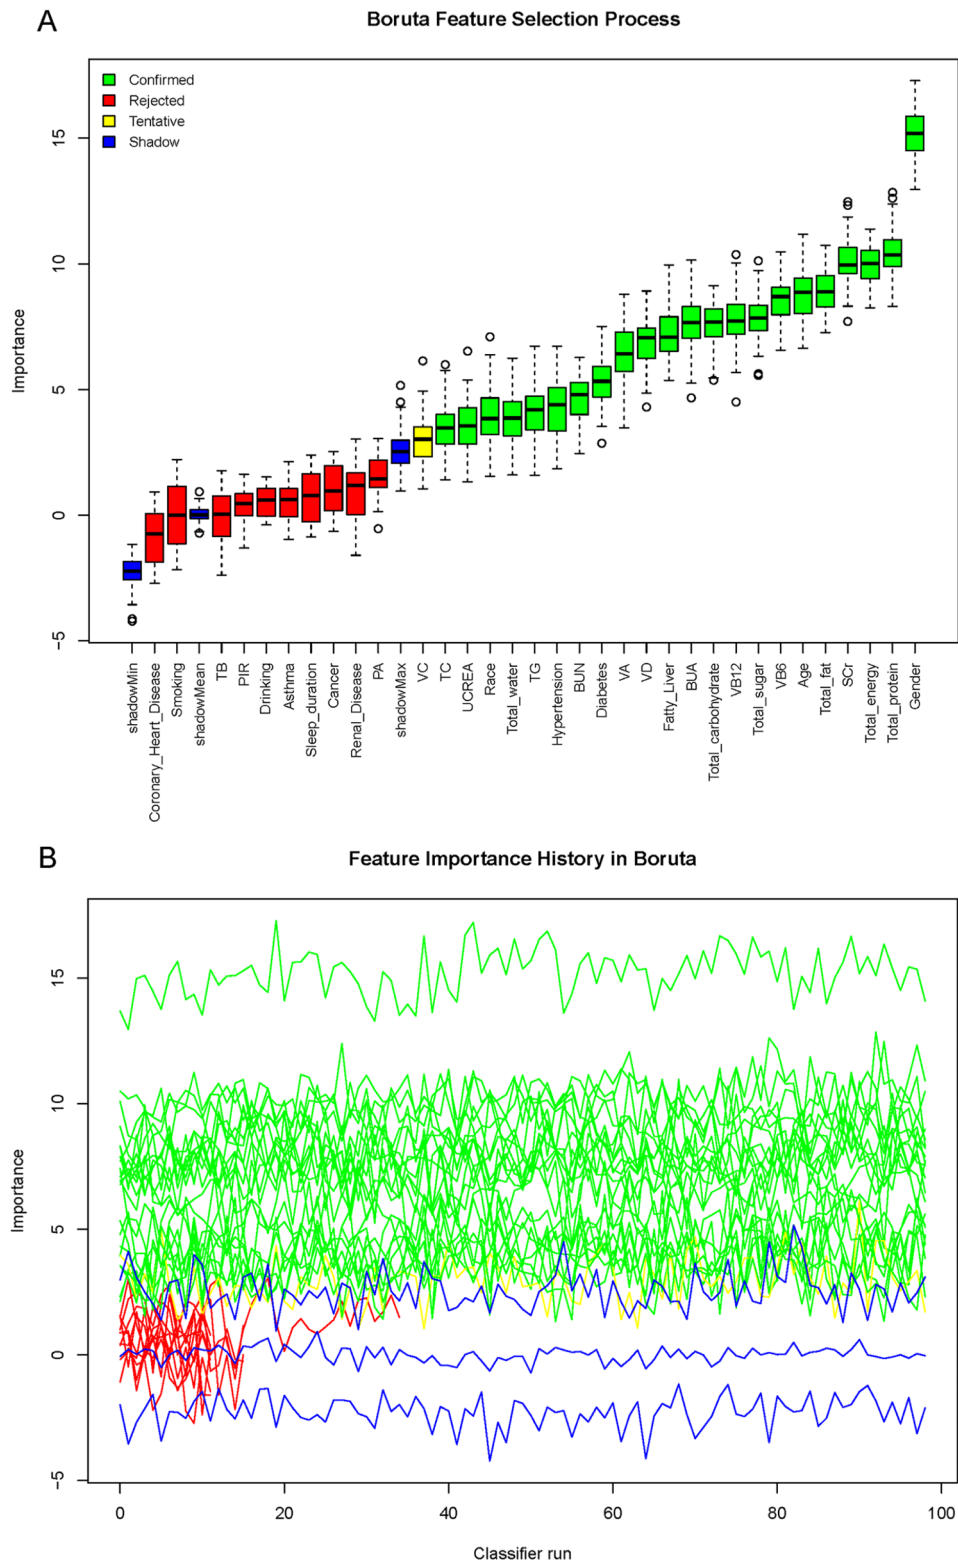 A
Boruta Feature Selection Process
Confirmed
Rejected
Tentative
Shadow
Importance
15
10
5
0
−5
shadowMin
Coronary_Heart_Disease
Smoking
shadowMean
TB
PIR
Drinking
Asthma
Sleep_duration
Cancer
Renal_Disease
PA
shadowMax
VC
TC
UCREA
Race
Total_water
TG
Hypertension
BUN
Diabetes
VA
VD
Fatty_Liver
BUA
Total_carbohydrate
VB12
Total_sugar
VB6
Age
Total_fat
SCr
Total_energy
Total_protein
Gender
B
Feature Importance History in Boruta
Importance
15
10
5
0
−5
0 20 40 60 80 100
Classifier run